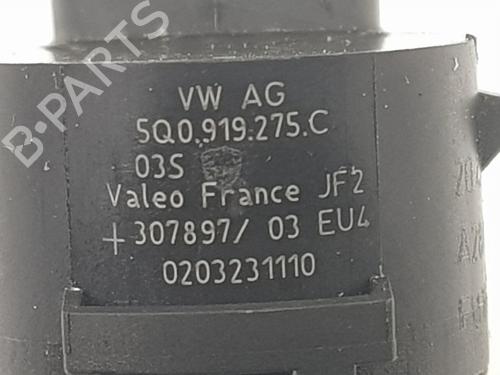 B-PARTS
VW AG
5Q0.919.275.C
03S
Valeo France JF2
+307897/ 03 EU4
0203231110